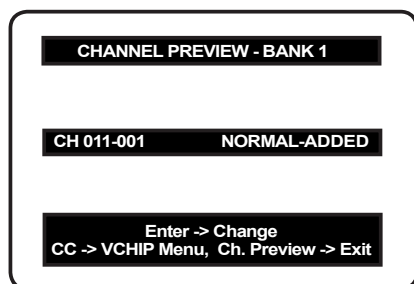 CHANNEL PREVIEW - BANK 1
CH 011-001 NORMAL-ADDED
Enter -> Change
CC -> VCHIP Menu, Ch. Preview -> Exit